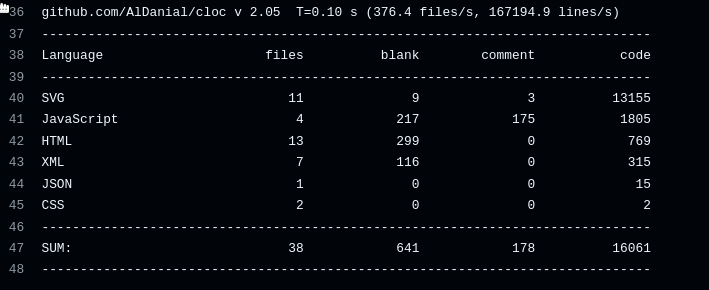 36 github.com/AlDanial/cloc v 2.05  T=0.10 s (376.4 files/s, 167194.9 lines/s)
37 -------------------------------------------------------------------------------
38 Language                     files          blank        comment           code
39 -------------------------------------------------------------------------------
40 SVG                             11              9              3          13155
41 JavaScript                       4            217            175           1805
42 HTML                            13            299              0            769
43 XML                              7            116              0            315
44 JSON                             1              0              0             15
45 CSS                              2              0              0              2
46 -------------------------------------------------------------------------------
47 SUM:                            38            641            178          16061
48 -------------------------------------------------------------------------------